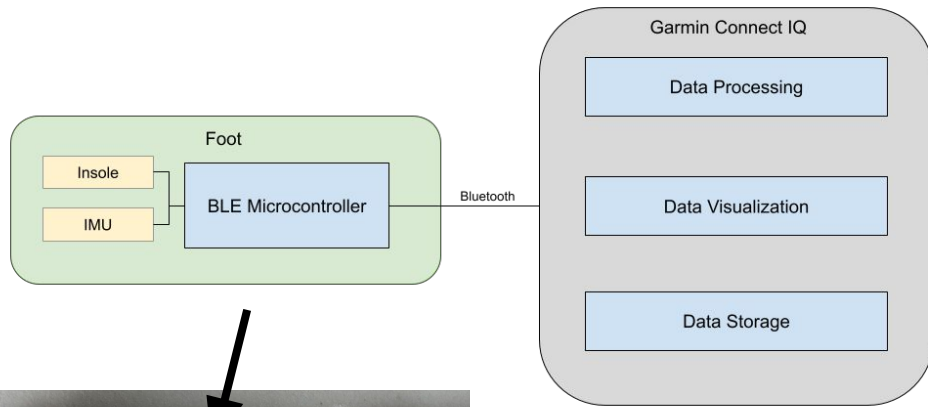 Garmin Connect IQ
Data Processing
Foot
Insole
BLE Microcontroller
IMU
Bluetooth
Data Visualization
Data Storage